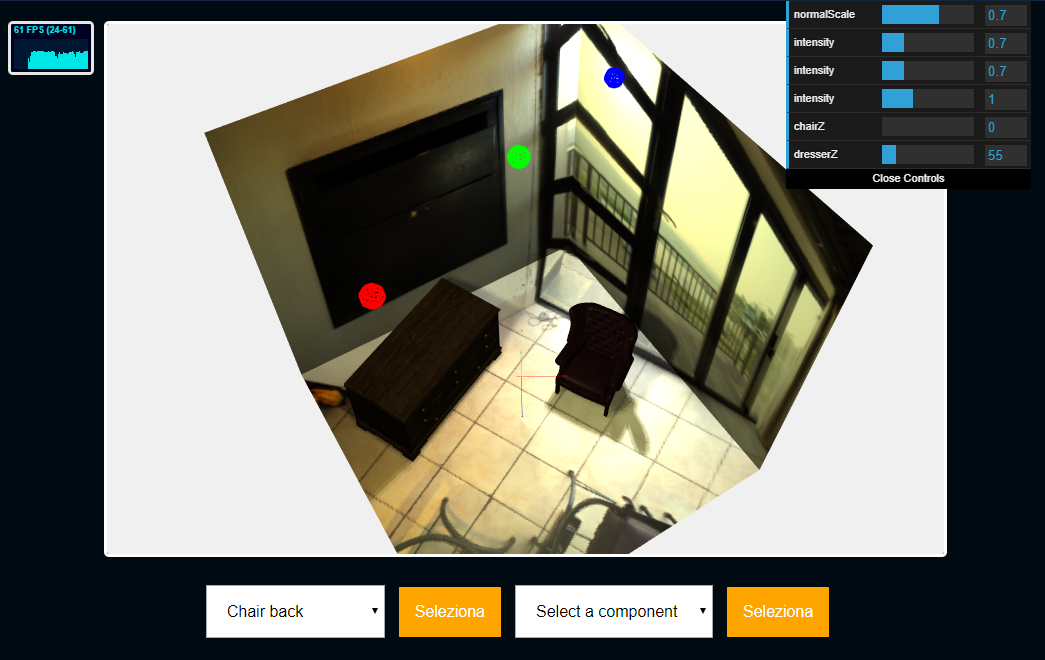 61 FPS (24-61)
normalScale 0.7
intensity 0.7
intensity 0.7
intensity 1
chairZ 0
dresserZ 55
Close Controls
Chair back Seleziona Select a component Seleziona